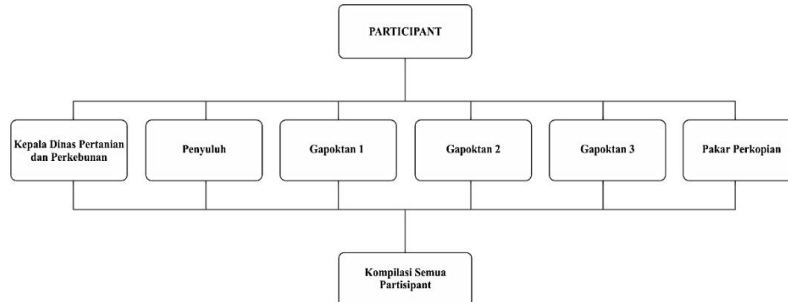 PARTICIPANT
Kepala Dinas Pertanian
dan Perkebunan
Penyuluh
Gapoktan 1
Gapoktan 2
Gapoktan 3
Pakar Perkopian
Kompilasi Semua
Partisipant